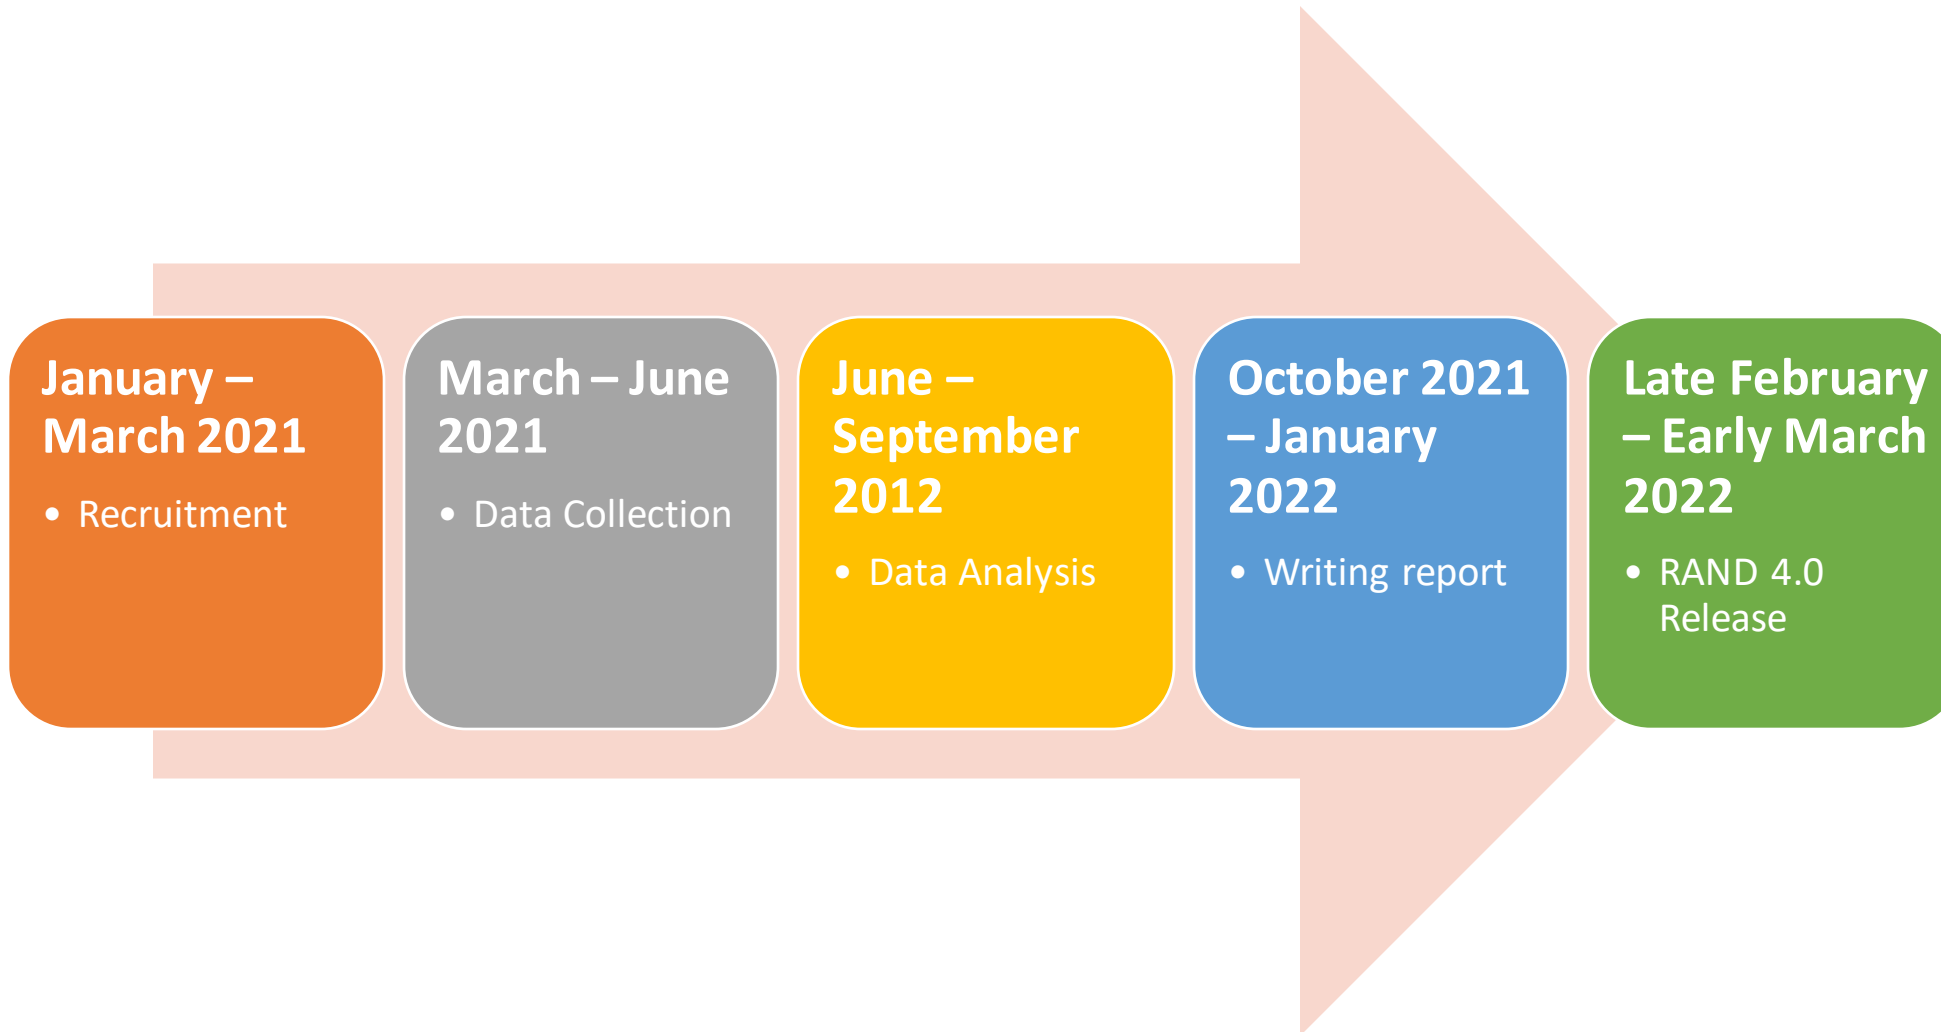 January –
March 2021
• Recruitment
March – June
2021
• Data Collection
June –
September
2012
• Data Analysis
October 2021
– January
2022
• Writing report
Late February
– Early March
2022
• RAND 4.0
Release